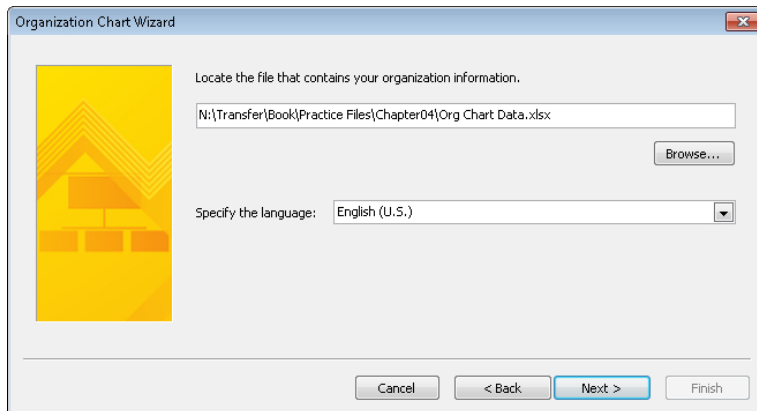 Organization Chart Wizard
Locate the file that contains your organization information.
N:\Transfer\Book\Practice Files\Chapter04\Org Chart Data.xlsx
Browse...
Specify the language: English (U.S.)
Cancel < Back Next > Finish